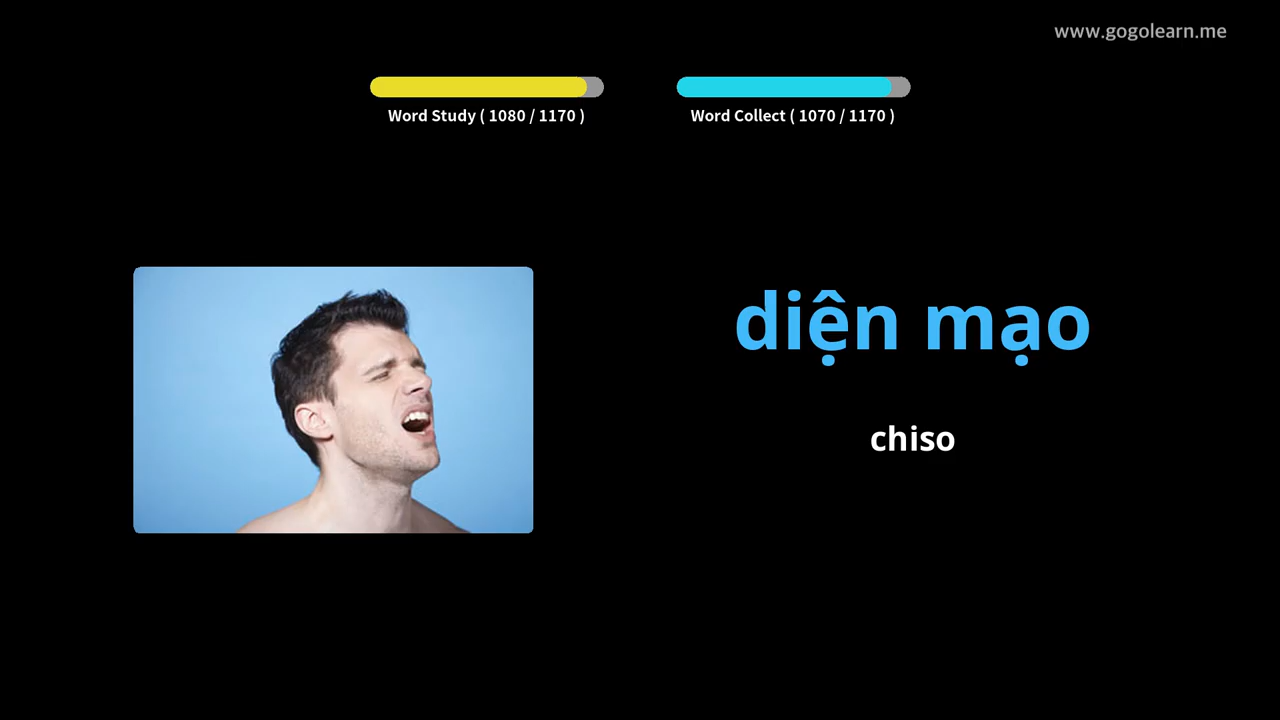 www.gogolearn.me
Word Study ( 1080 / 1170 )
Word Collect ( 1070 / 1170 )
diện mạo
chiso